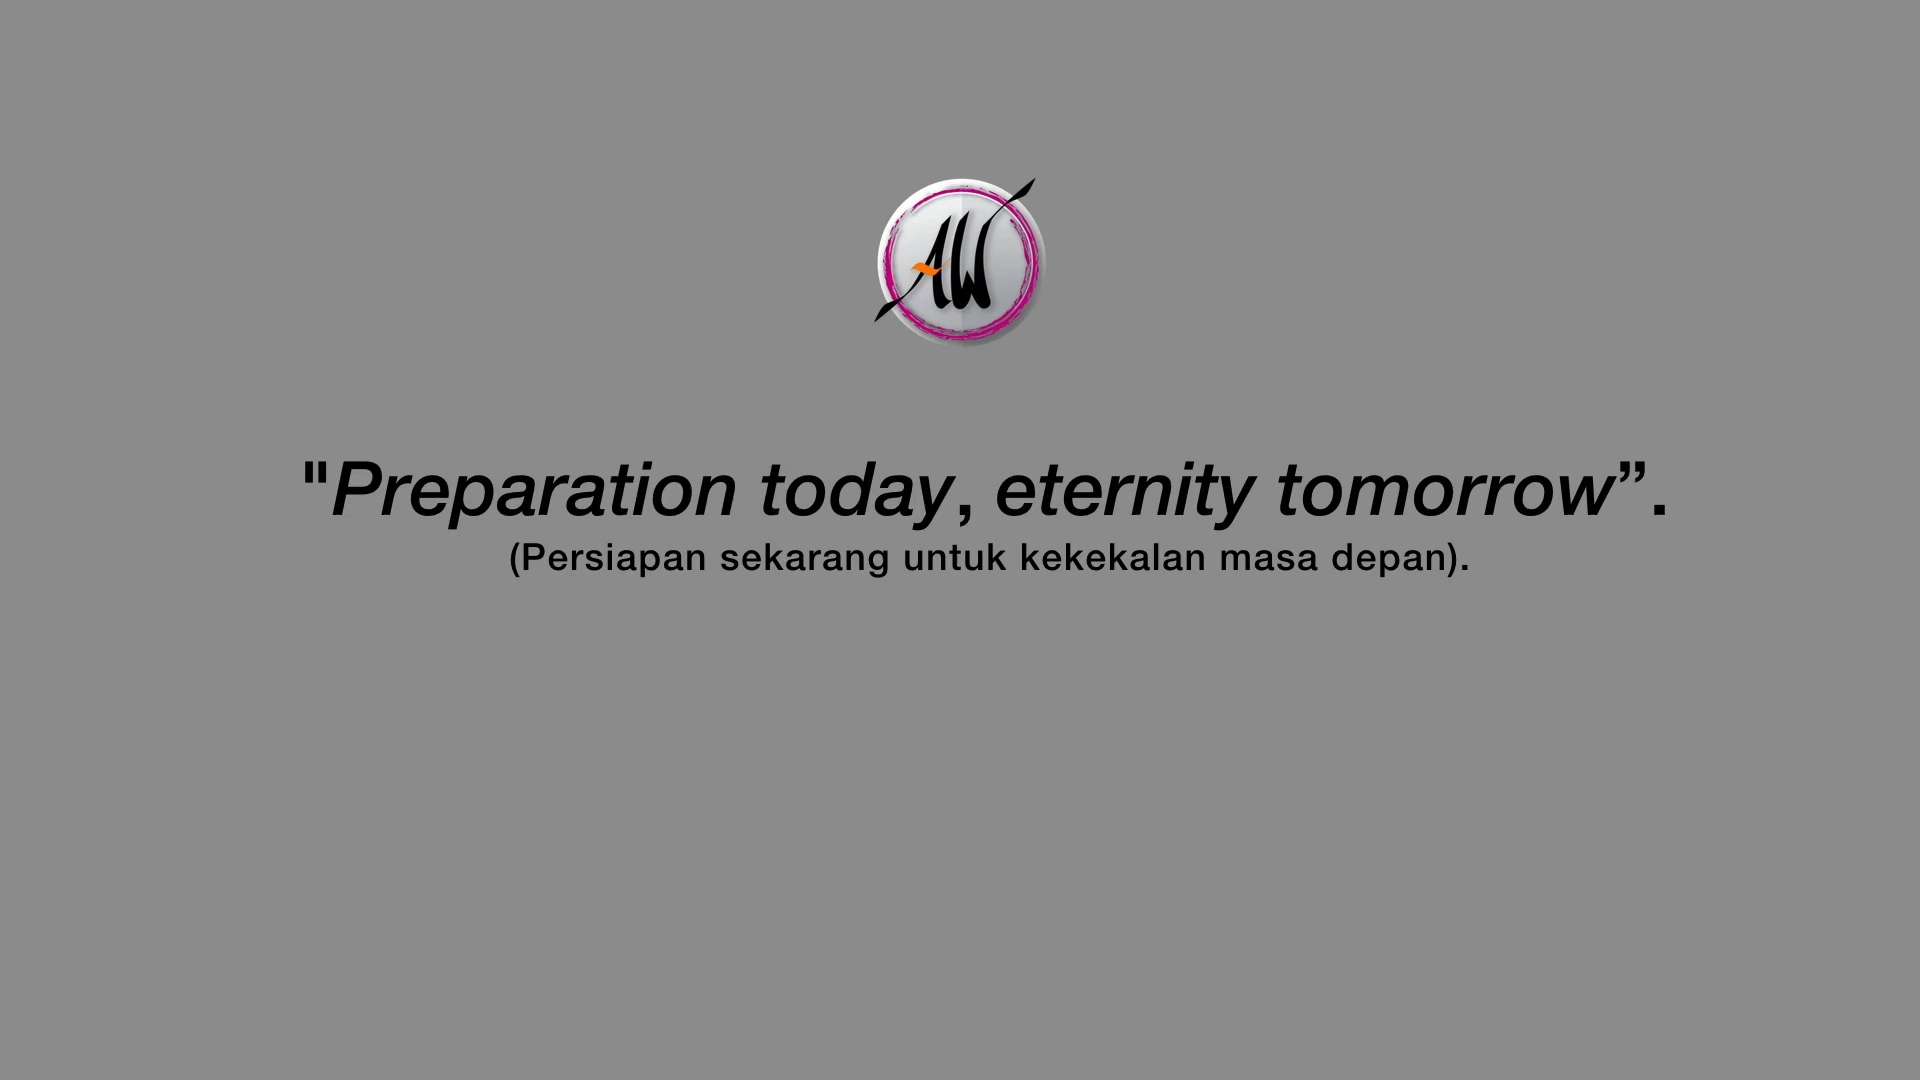 AW
"Preparation today, eternity tomorrow”.
(Persiapan sekarang untuk kekekalan masa depan).